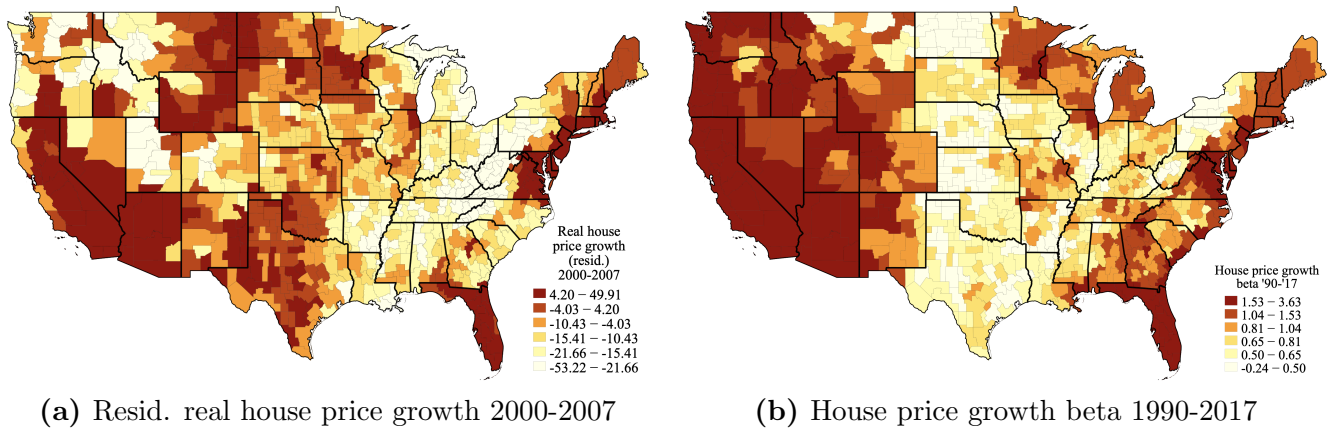 Real house
price growth
(resid.)
2000-2007
4.20 − 49.91
-4.03 − 4.20
-10.43 − -4.03
-15.41 − -10.43
-21.66 − -15.41
-53.22 − -21.66
House price growth
beta '90-'17
1.53 − 3.63
1.04 − 1.53
0.81 − 1.04
0.65 − 0.81
0.50 − 0.65
-0.24 − 0.50
(a) Resid. real house price growth 2000-2007
(b) House price growth beta 1990-2017